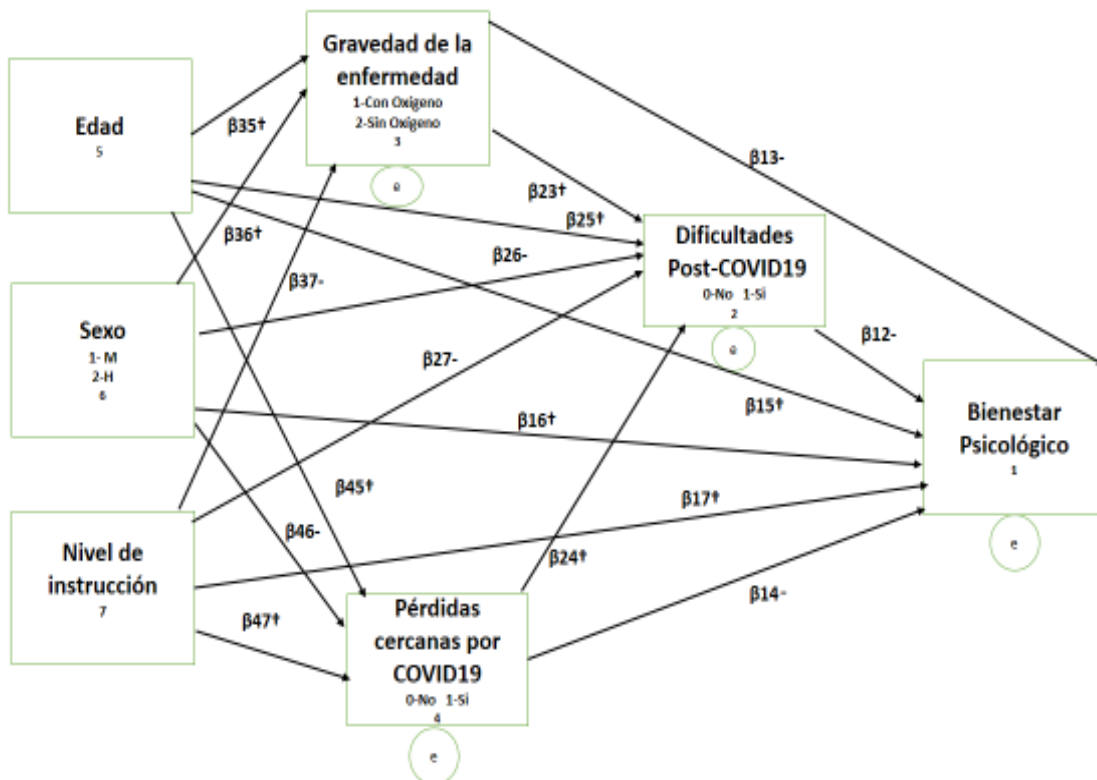 Gravedad de la
enfermedad
1-Con Oxigeno
2-Sin Oxigeno
3
e
Edad
5
β35†
β13-
β23†
β25†
β36†
β26-
β37-
Dificultades
Post-COVID19
0-No 1-Si
2
e
Sexo
1- M
2-H
6
β27-
β12-
β15†
β16†
Bienestar
Psicológico
1
e
β45†
β17†
β46-
β24†
β14-
Nivel de
instrucción
7
β47†
Pérdidas
cercanas por
COVID19
0-No 1-Si
4
e